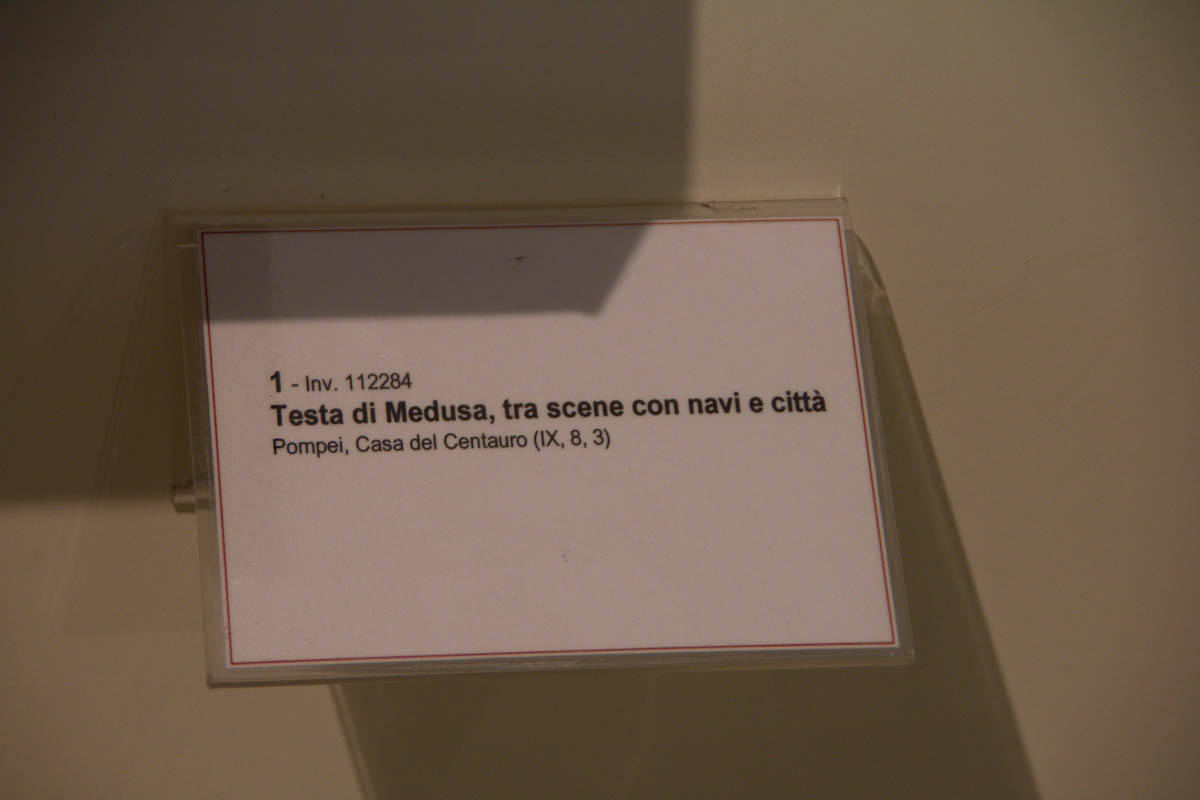 1 - Inv. 112284
Testa di Medusa, tra scene con navi e città
Pompei, Casa del Centauro (IX, 8, 3)